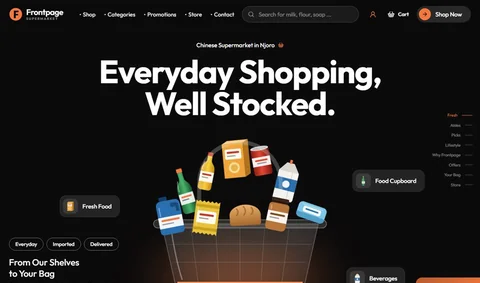 F Frontpage
SUPERMARKET
Shop
Categories
Promotions
Store
Contact
Search for milk, flour, soap ...
Cart
Shop Now
Chinese Supermarket in Njoro
Everyday Shopping,
Well Stocked.
Fresh
Aisles
Picks
Lifestyle
Why Frontpage
Offers
Your Bag
Store
Food Cupboard
Fresh Food
Everyday
Imported
Delivered
From Our Shelves
to Your Bag
Beverages